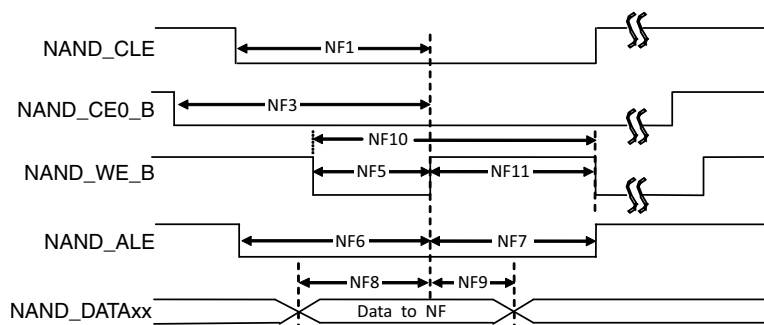 NAND_CLE
NF1
NAND_CE0_B
NF3
NF10
NAND_WE_B
NF5
NF11
NAND_ALE
NF6
NF7
NF8
NF9
NAND_DATAxx
Data to NF